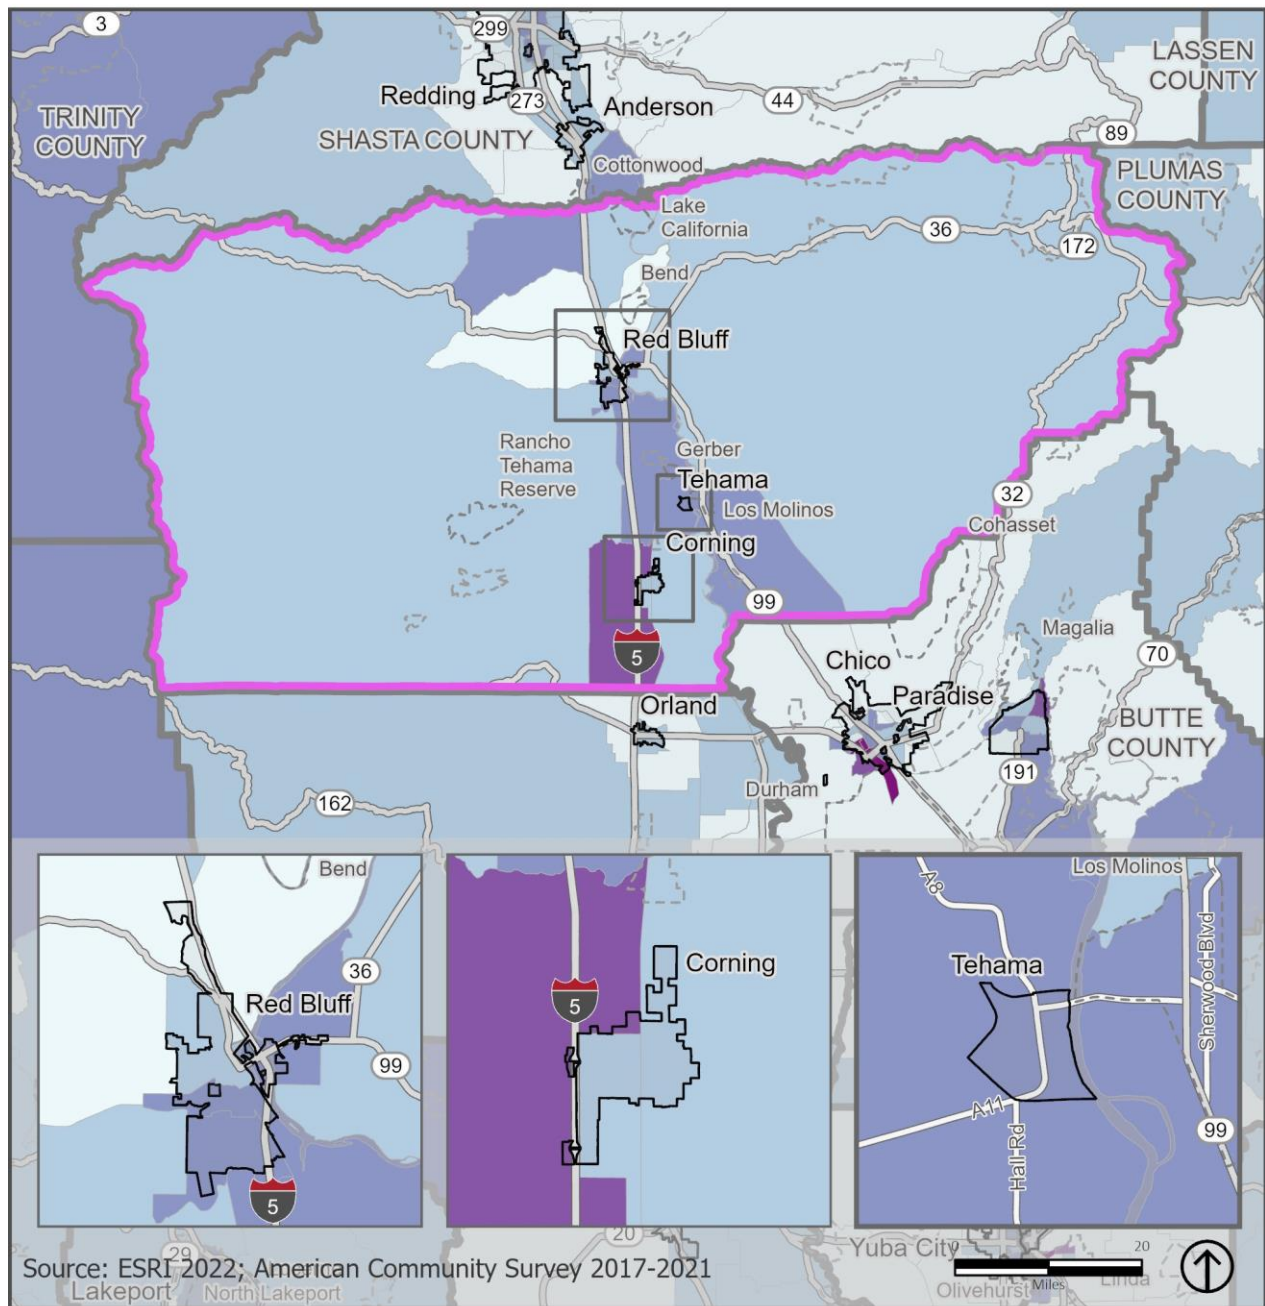 3
299
LASSEN
COUNTY
Redding
273
Anderson
44
TRINITY
COUNTY
SHASTA COUNTY
89
Cottonwood
PLUMAS
COUNTY
Lake
California
36
172
Bend
Red Bluff
Rancho
Tehama
Reserve
Gerber
Tehama
Los Molinos
32
Cohasset
Corning
99
5
Magalia
70
Chico
Paradise
Orland
BUTTE
COUNTY
191
Durham
162
Bend
36
Red Bluff
99
5
Corning
5
Los Molinos
A8
Tehama
Sherwood Blvd
A11
Hall Rd
99
20
Yuba City
0
20
Miles
29
Source: ESRI 2022; American Community Survey 2017-2021
Lakeport
North Lakeport
Olivehurst
Linda